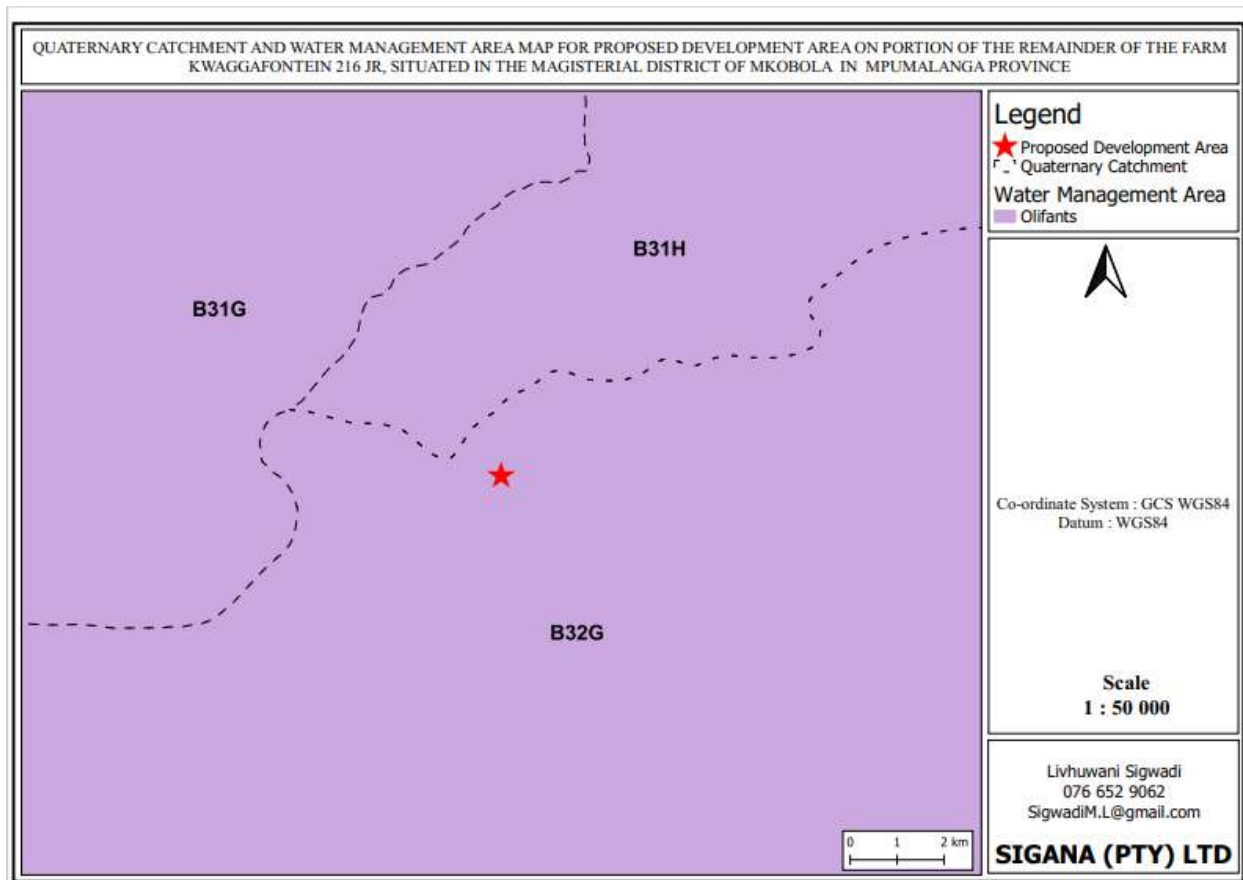 QUATERNARY CATCHMENT AND WATER MANAGEMENT AREA MAP FOR PROPOSED DEVELOPMENT AREA ON PORTION OF THE REMAINDER OF THE FARM
KWAGGAFONTEIN 216 JR, SITUATED IN THE MAGISTERIAL DISTRICT OF MKOBOLA IN MPUMALANGA PROVINCE
B31G
B31H
B32G
0 1 2 km
Legend
Proposed Development Area
Quaternary Catchment
Water Management Area
Olifants
Co-ordinate System : GCS WGS84
Datum : WGS84
Scale
1 : 50 000
Livhuwani Sigwadi
076 652 9062
SigwadiM.L@gmail.com
SIGANA (PTY) LTD